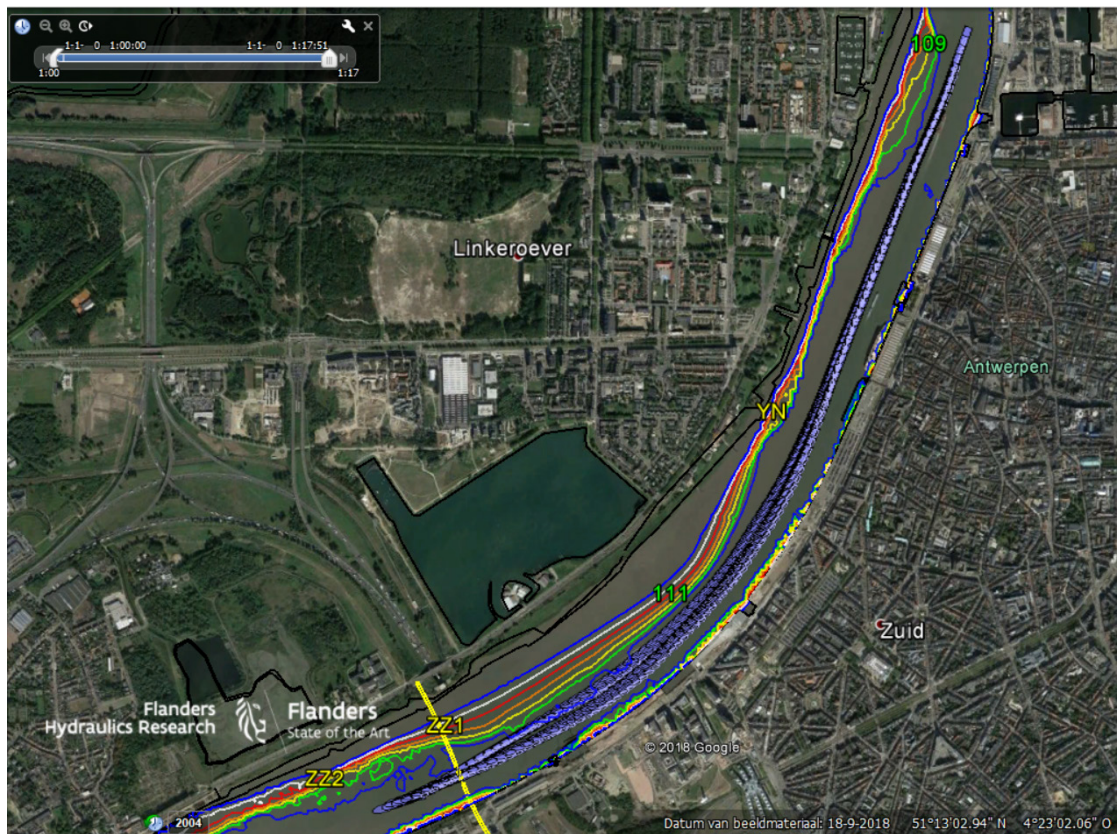 1-1- 0 1:00:00 1-1- 0 1:17:51
1:00 1:17
109
Linkeroever
Antwerpen
YN
111
Zuid
Flanders
Hydraulics Research
Flanders
State of the Art
ZZ1
© 2018 Google
ZZ2
2004
Datum van beeldmateriaal: 18-9-2018 51°13'02.94" N 4°23'02.06" O